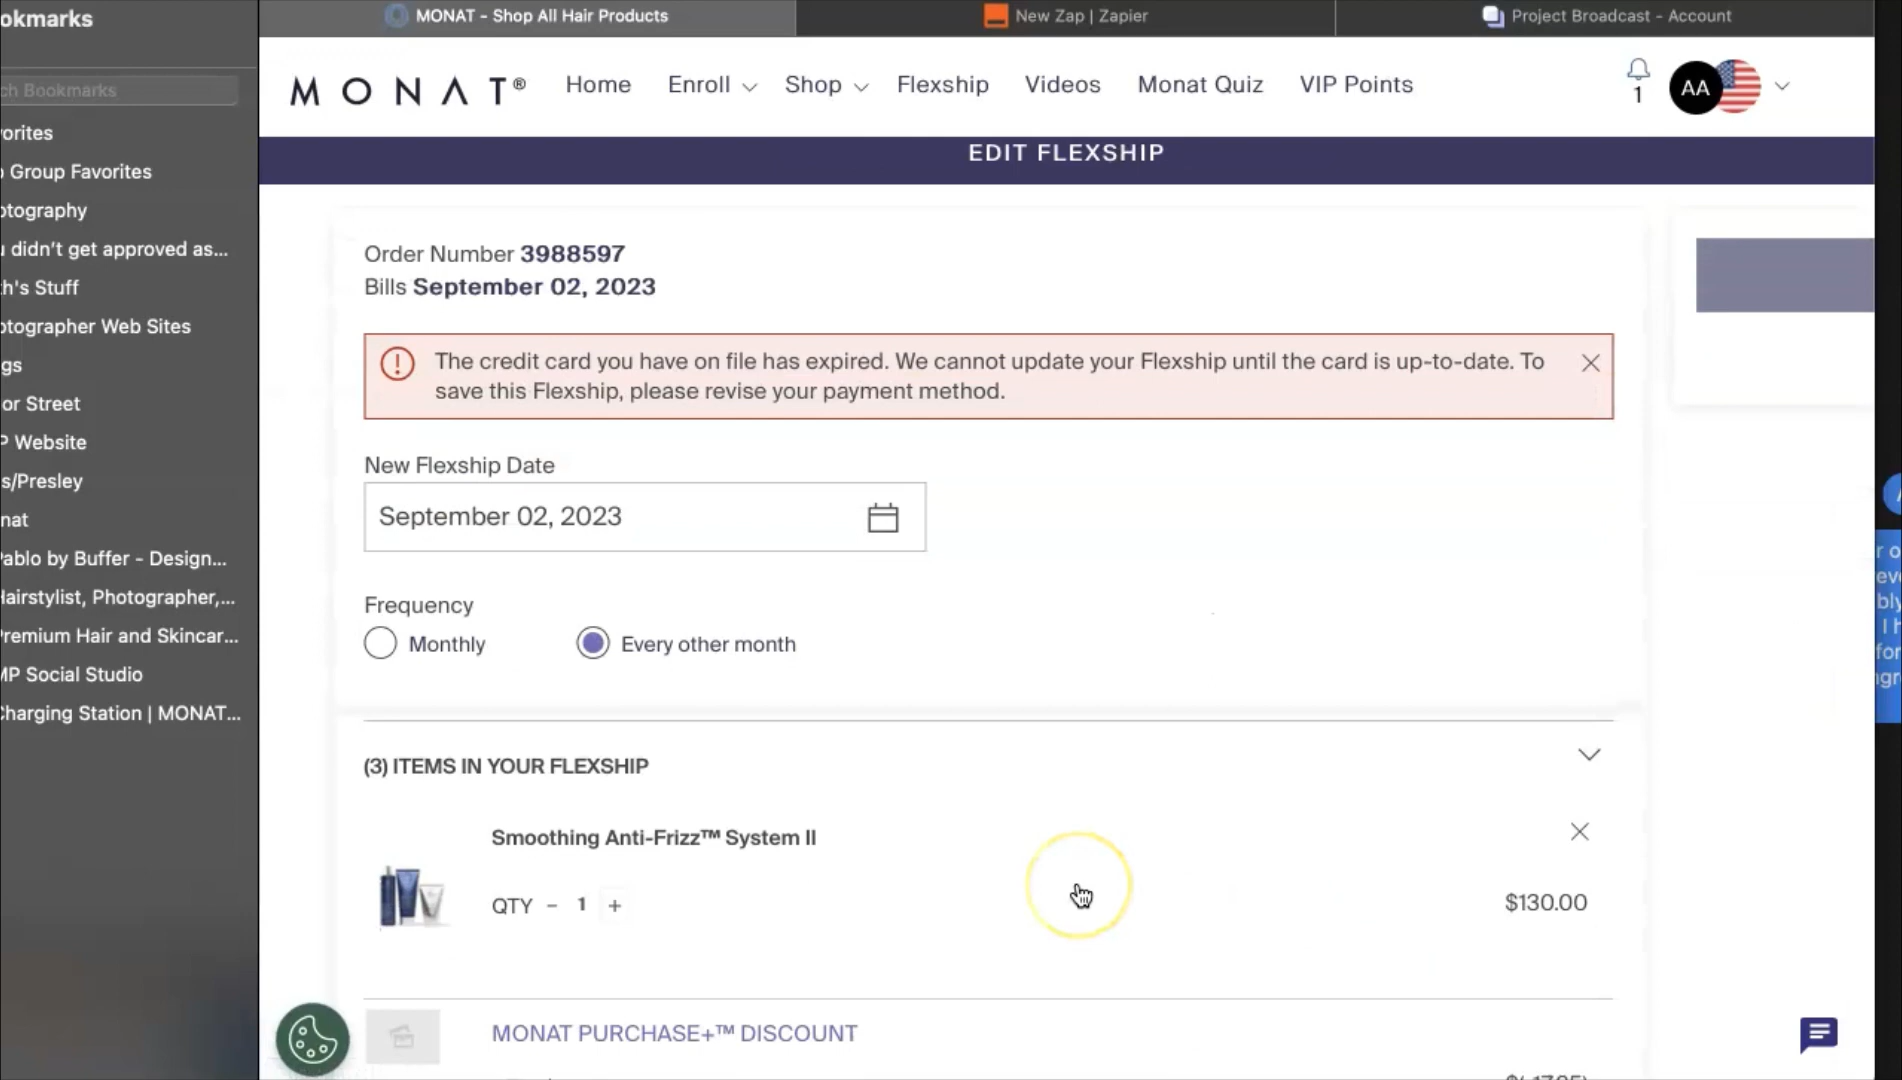 okmarks
ch Bookmarks
orites
Group Favorites
otography
didn't get approved as...
h's Stuff
otographer Web Sites
gs
or Street
P Website
s/Presley
nat
Pablo by Buffer - Design...
Hairstylist, Photographer,...
Premium Hair and Skincar...
MP Social Studio
Charging Station | MONAT...
MONAT - Shop All Hair Products
New Zap | Zapier
Project Broadcast - Account
MONAT®
Home
Enroll
Shop
Flexship
Videos
Monat Quiz
VIP Points
1
AA
EDIT FLEXSHIP
Order Number 3988597
Bills September 02, 2023
The credit card you have on file has expired. We cannot update your Flexship until the card is up-to-date. To
save this Flexship, please revise your payment method.
New Flexship Date
September 02, 2023
Frequency
Monthly
Every other month
(3) ITEMS IN YOUR FLEXSHIP
Smoothing Anti-Frizz™ System II
QTY − 1 +
$130.00
MONAT PURCHASE+™ DISCOUNT